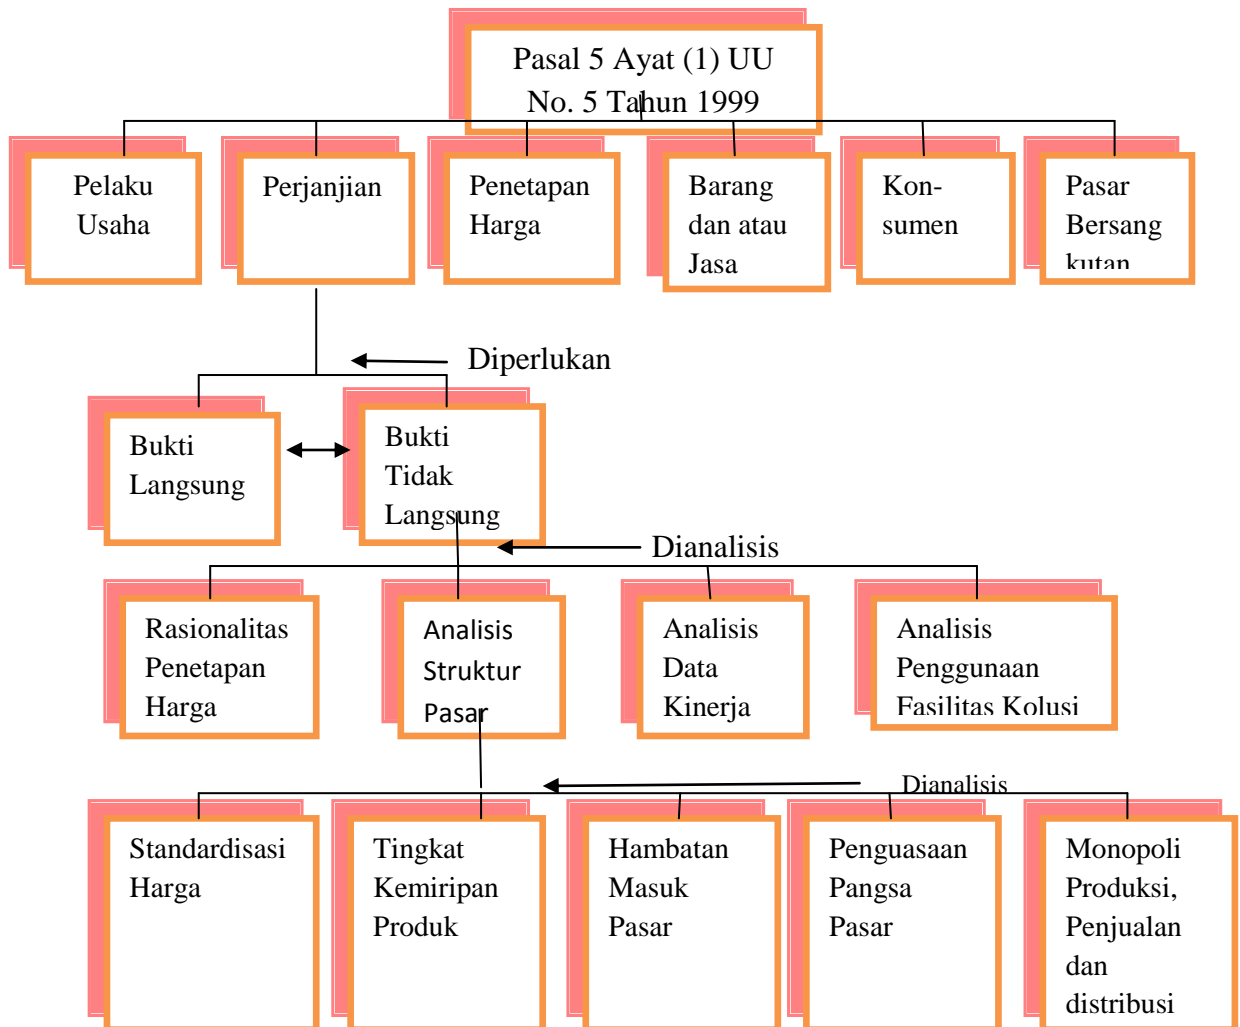 Pasal 5 Ayat (1) UU
No. 5 Tahun 1999
Pelaku
Usaha
Perjanjian
Penetapan
Harga
Barang
dan atau
Jasa
Kon-
sumen
Pasar
Bersang
kutan
Diperlukan
Bukti
Langsung
Bukti
Tidak
Langsung
Dianalisis
Rasionalitas
Penetapan
Harga
Analisis
Struktur
Pasar
Analisis
Data
Kinerja
Analisis
Penggunaan
Fasilitas Kolusi
Dianalisis
Standardisasi
Harga
Tingkat
Kemiripan
Produk
Hambatan
Masuk
Pasar
Penguasaan
Pangsa
Pasar
Monopoli
Produksi,
Penjualan
dan
distribusi